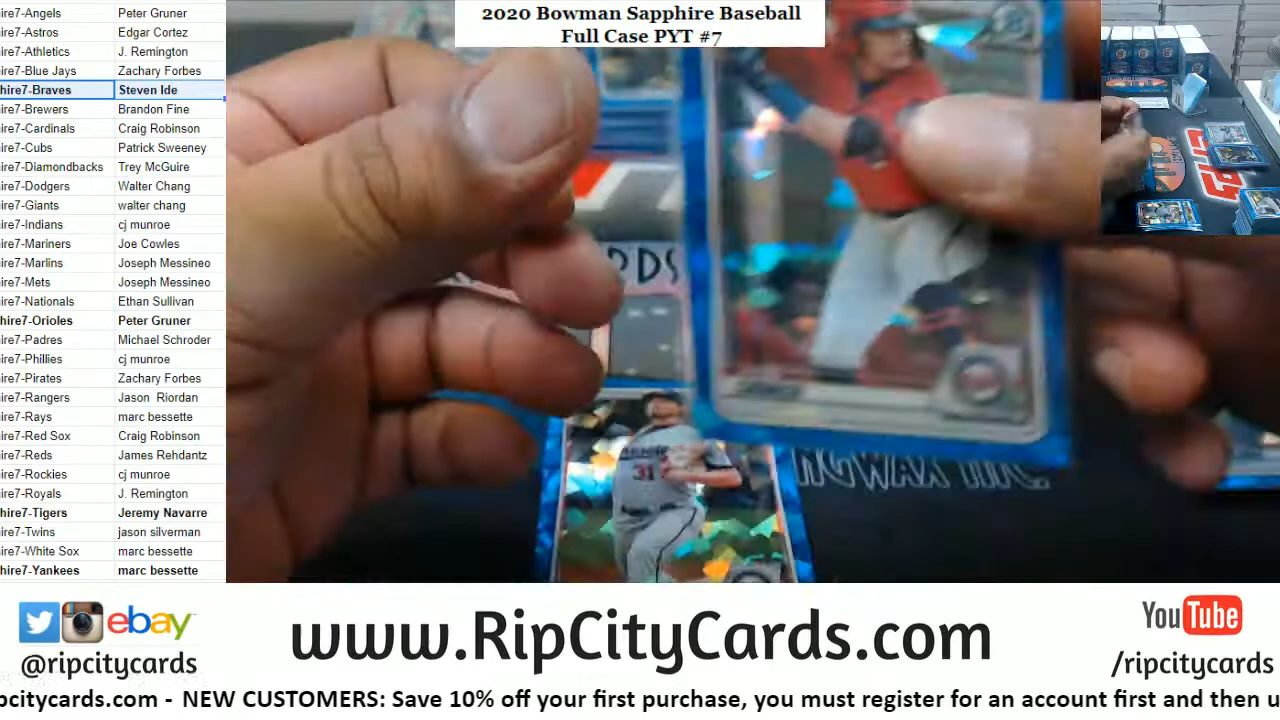 2020 Bowman Sapphire Baseball
Full Case PYT #7
ire7-Angels Peter Gruner
ire7-Astros Edgar Cortez
ire7-Athletics J. Remington
ire7-Blue Jays Zachary Forbes
hire7-Braves Steven Ide
ire7-Brewers Brandon Fine
ire7-Cardinals Craig Robinson
ire7-Cubs Patrick Sweeney
ire7-Diamondbacks Trey McGuire
ire7-Dodgers Walter Chang
ire7-Giants walter chang
ire7-Indians cj munroe
ire7-Mariners Joe Cowles
ire7-Marlins Joseph Messineo
ire7-Mets Joseph Messineo
ire7-Nationals Ethan Sullivan
hire7-Orioles Peter Gruner
ire7-Padres Michael Schroder
ire7-Phillies cj munroe
ire7-Pirates Zachary Forbes
ire7-Rangers Jason Riordan
ire7-Rays marc bessette
ire7-Red Sox Craig Robinson
ire7-Reds James Rehdantz
ire7-Rockies cj munroe
ire7-Royals J. Remington
hire7-Tigers Jeremy Navarre
ire7-Twins jason silverman
ire7-White Sox marc bessette
hire7-Yankees marc bessette
RDS
31
NGWAX INC.
ebay
@ripcitycards
www.RipCityCards.com
YouTube
/ripcitycards
pcitycards.com - NEW CUSTOMERS: Save 10% off your first purchase, you must register for an account first and then u